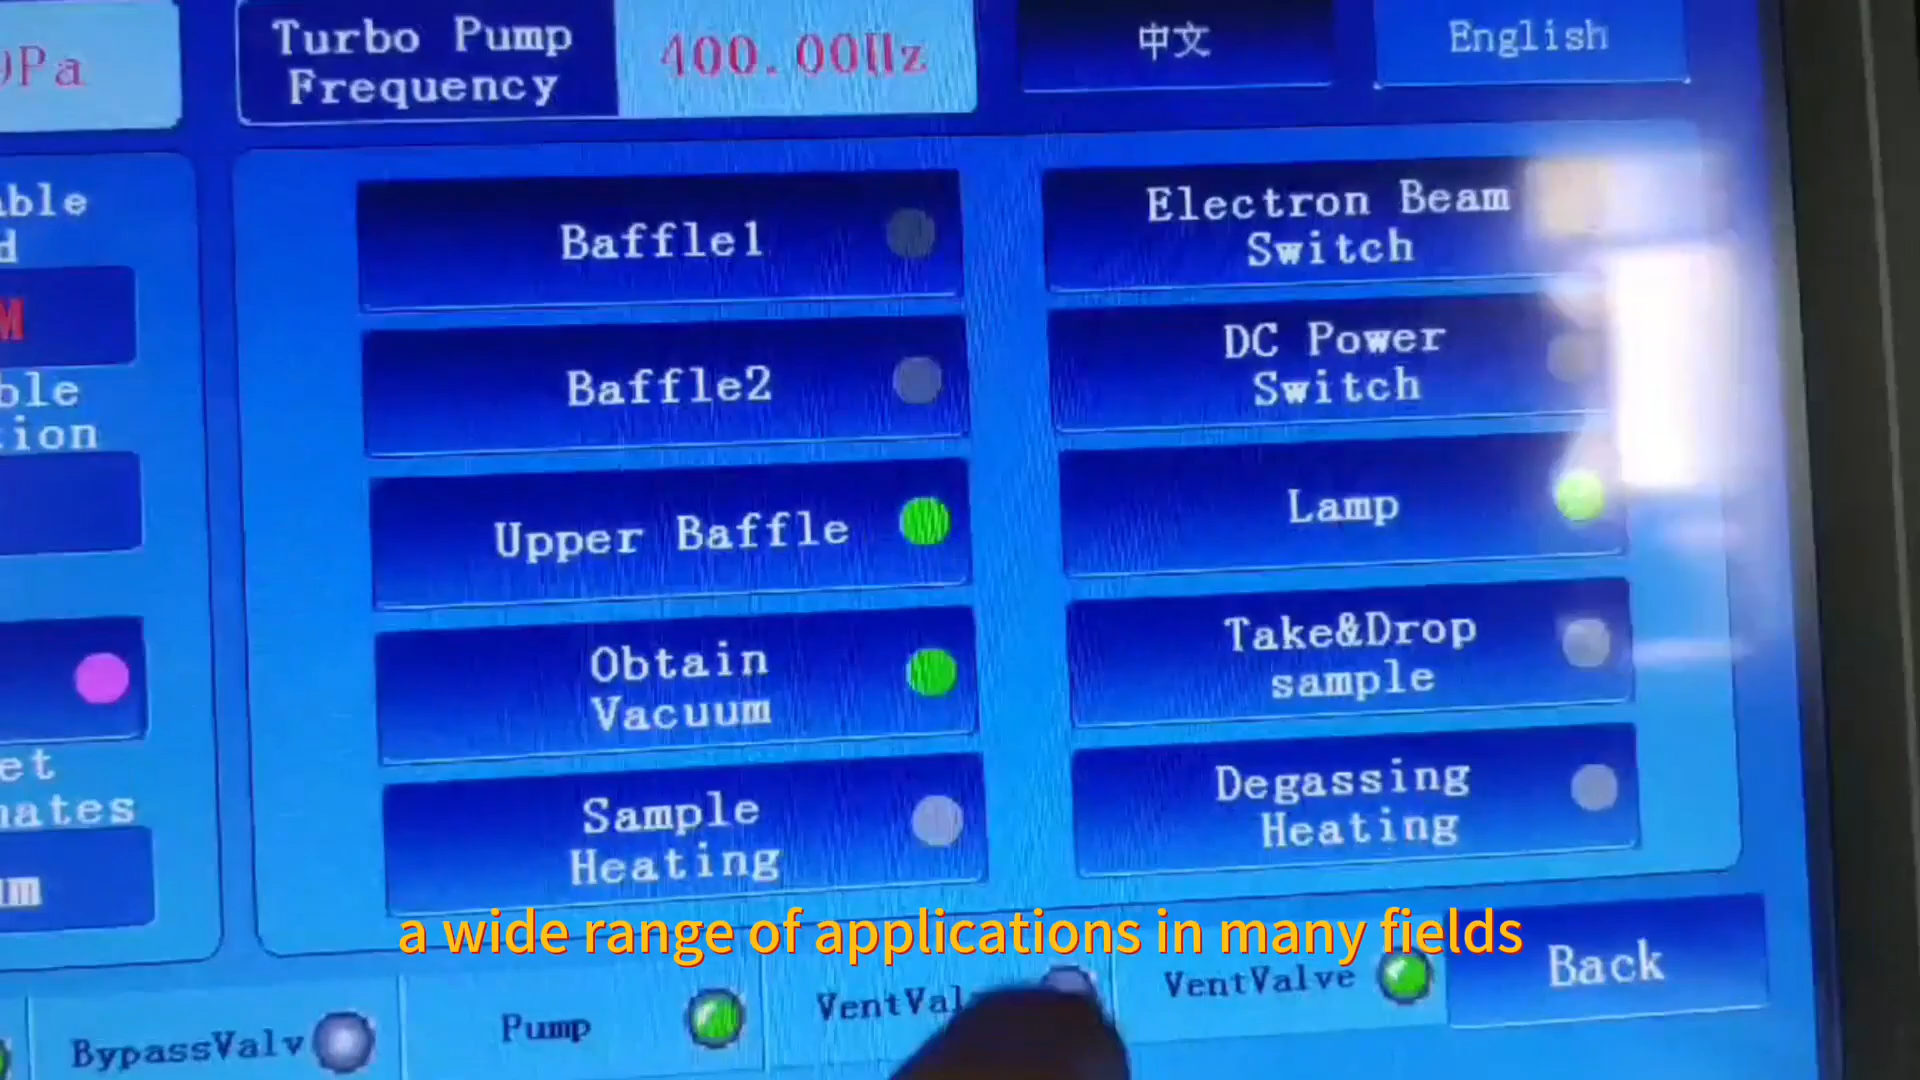 Pa
Turbo Pump
Frequency
400.00Hz
中文
English
Baffle1
Electron Beam
Switch
Baffle2
DC Power
Switch
Upper Baffle
Lamp
Obtain
Vacuum
Take&Drop
sample
Sample
Heating
Degassing
Heating
a wide range of applications in many fields
BypassValv
Pump
VentVal
VentValve
Back